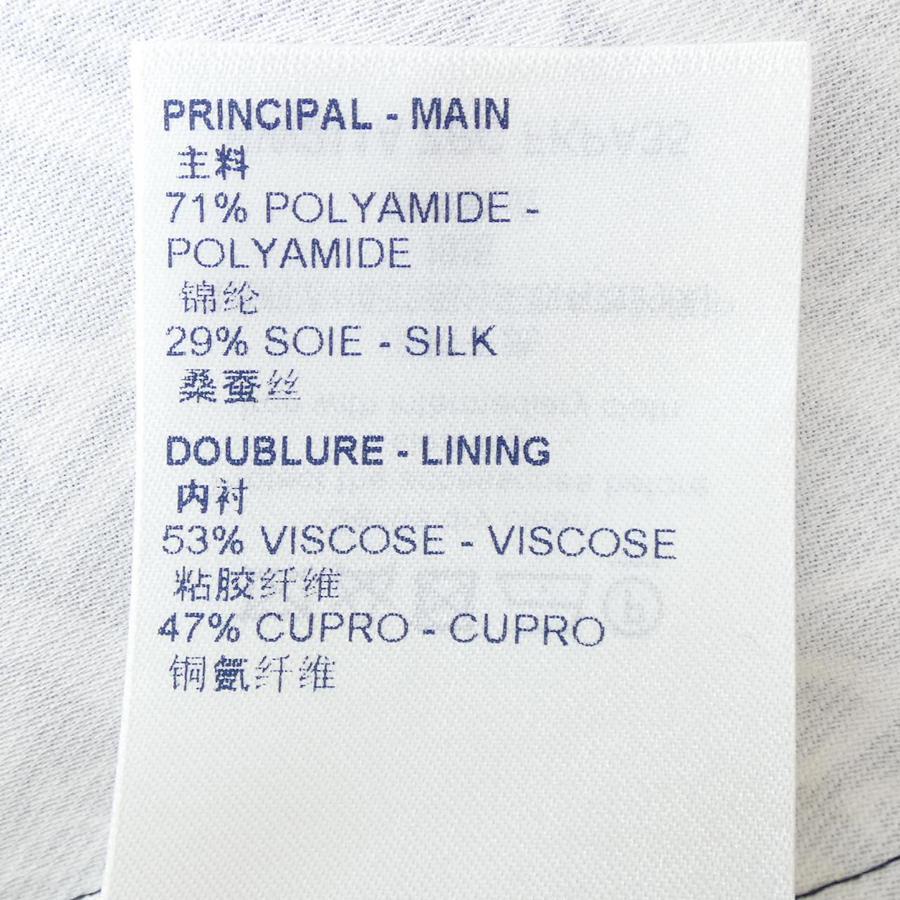 PRINCIPAL - MAIN
主料
71% POLYAMIDE -
POLYAMIDE
锦纶
29% SOIE - SILK
桑蚕丝
DOUBLURE - LINING
内衬
53% VISCOSE - VISCOSE
粘胶纤维
47% CUPRO - CUPRO
铜氨纤维